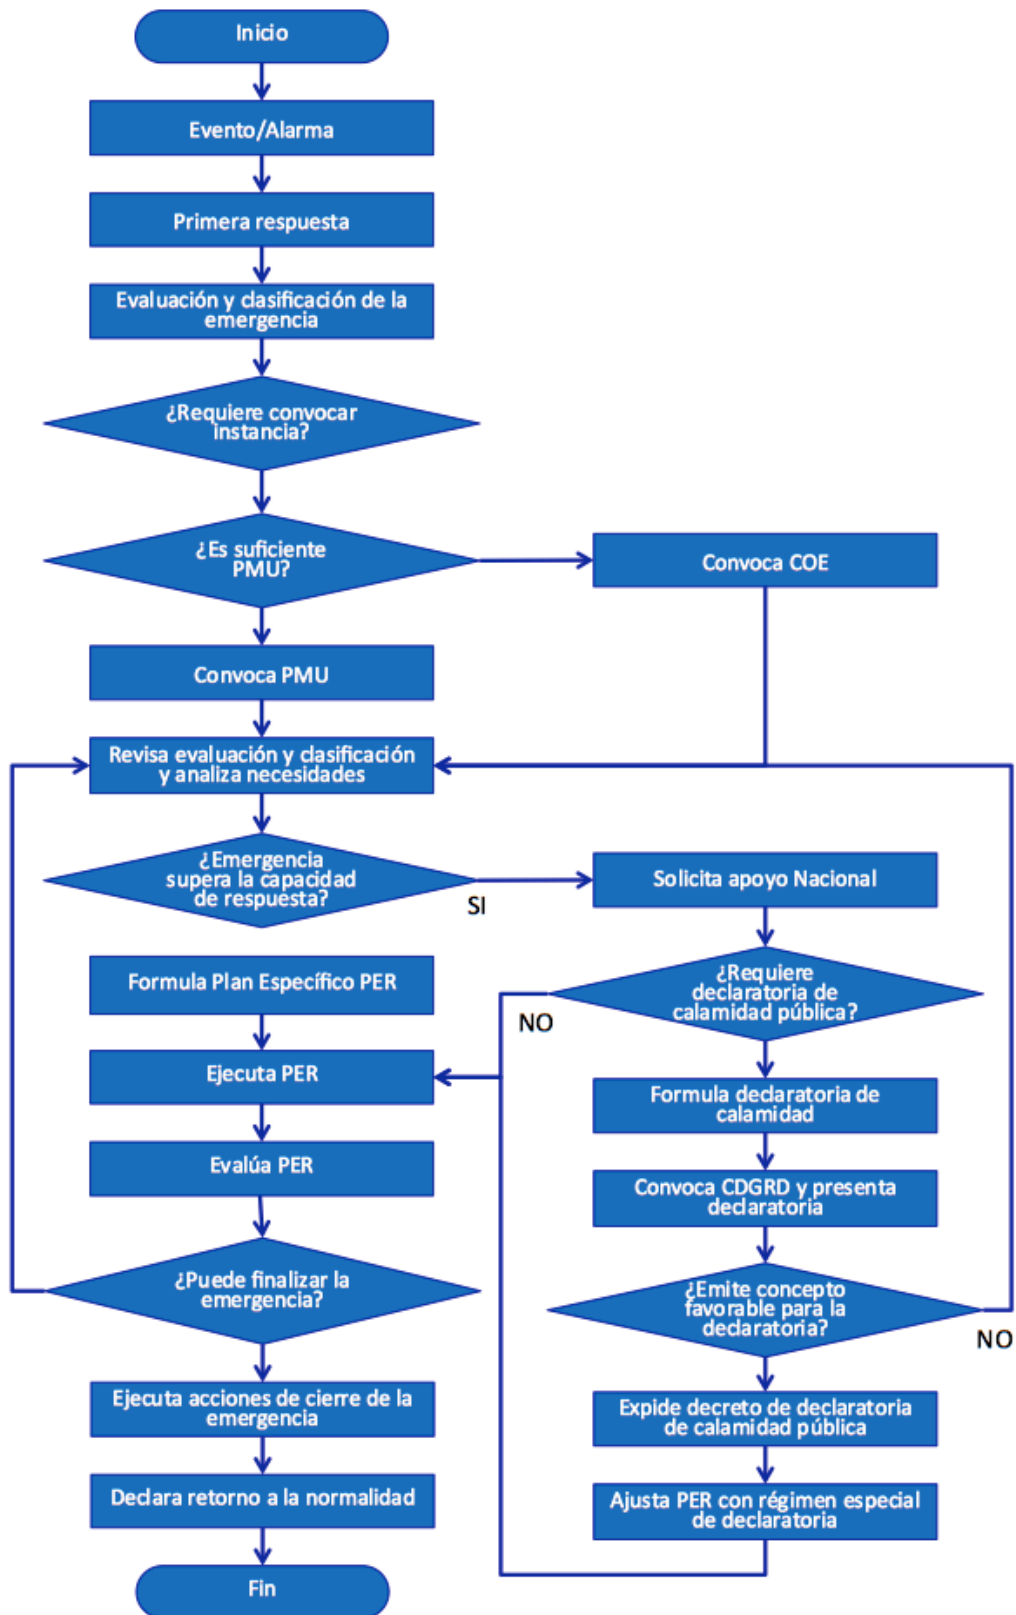 Inicio
Evento/Alarma
Primera respuesta
Evaluación y clasificación de la
emergencia
¿Requiere convocar
instancia?
¿Es suficiente
PMU?
Convoca COE
Convoca PMU
Revisa evaluación y clasificación
y analiza necesidades
¿Emergencia
supera la capacidad
de respuesta?
SI
Solicita apoyo Nacional
Formula Plan Específico PER
¿Requiere
declaratoria de
calamidad pública?
NO
Ejecuta PER
Formula declaratoria de
calamidad
Evalúa PER
Convoca CDGRD y presenta
declaratoria
¿Puede finalizar la
emergencia?
¿Emite concepto
favorable para la
declaratoria?
NO
Ejecuta acciones de cierre de la
emergencia
Expide decreto de declaratoria
de calamidad pública
Declara retorno a la normalidad
Ajusta PER con régimen especial
de declaratoria
Fin